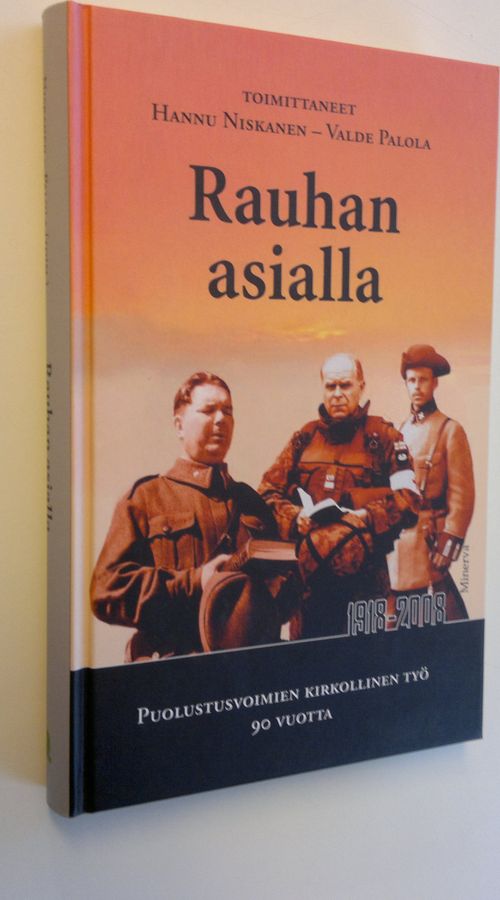 TOIMITTANEET
HANNU NISKANEN – VALDE PALOLA
Rauhan
asialla
Minerva
1918–2008
PUOLUSTUSVOIMIEN KIRKOLLINEN TYÖ
90 VUOTTA
Rauhan asialla